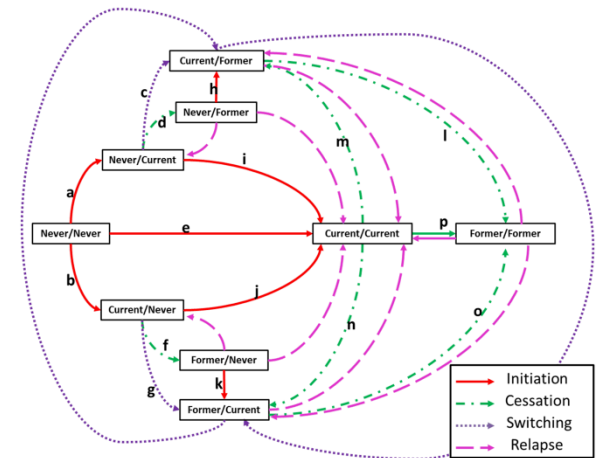 Current/Former
c
h
d
Never/Former
m
l
Never/Current
i
a
Never/Never
e
Current/Current
p
Former/Former
b
Current/Never
j
n
o
f
Former/Never
g
k
Former/Current
Initiation
Cessation
Switching
Relapse